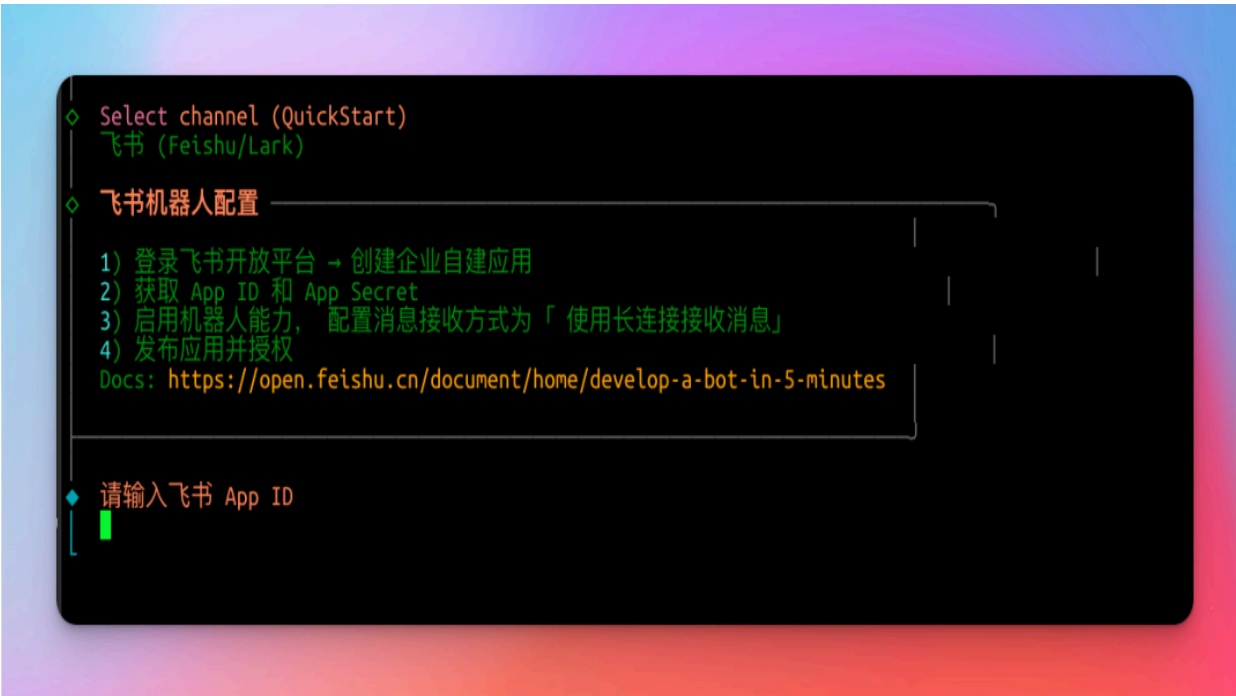 Select channel (QuickStart)
飞书 (Feishu/Lark)
飞书机器人配置
1) 登录飞书开放平台 → 创建企业自建应用
2) 获取 App ID 和 App Secret
3) 启用机器人能力, 配置消息接收方式为「 使用长连接接收消息」
4) 发布应用并授权
Docs: https://open.feishu.cn/document/home/develop-a-bot-in-5-minutes
请输入飞书 App ID